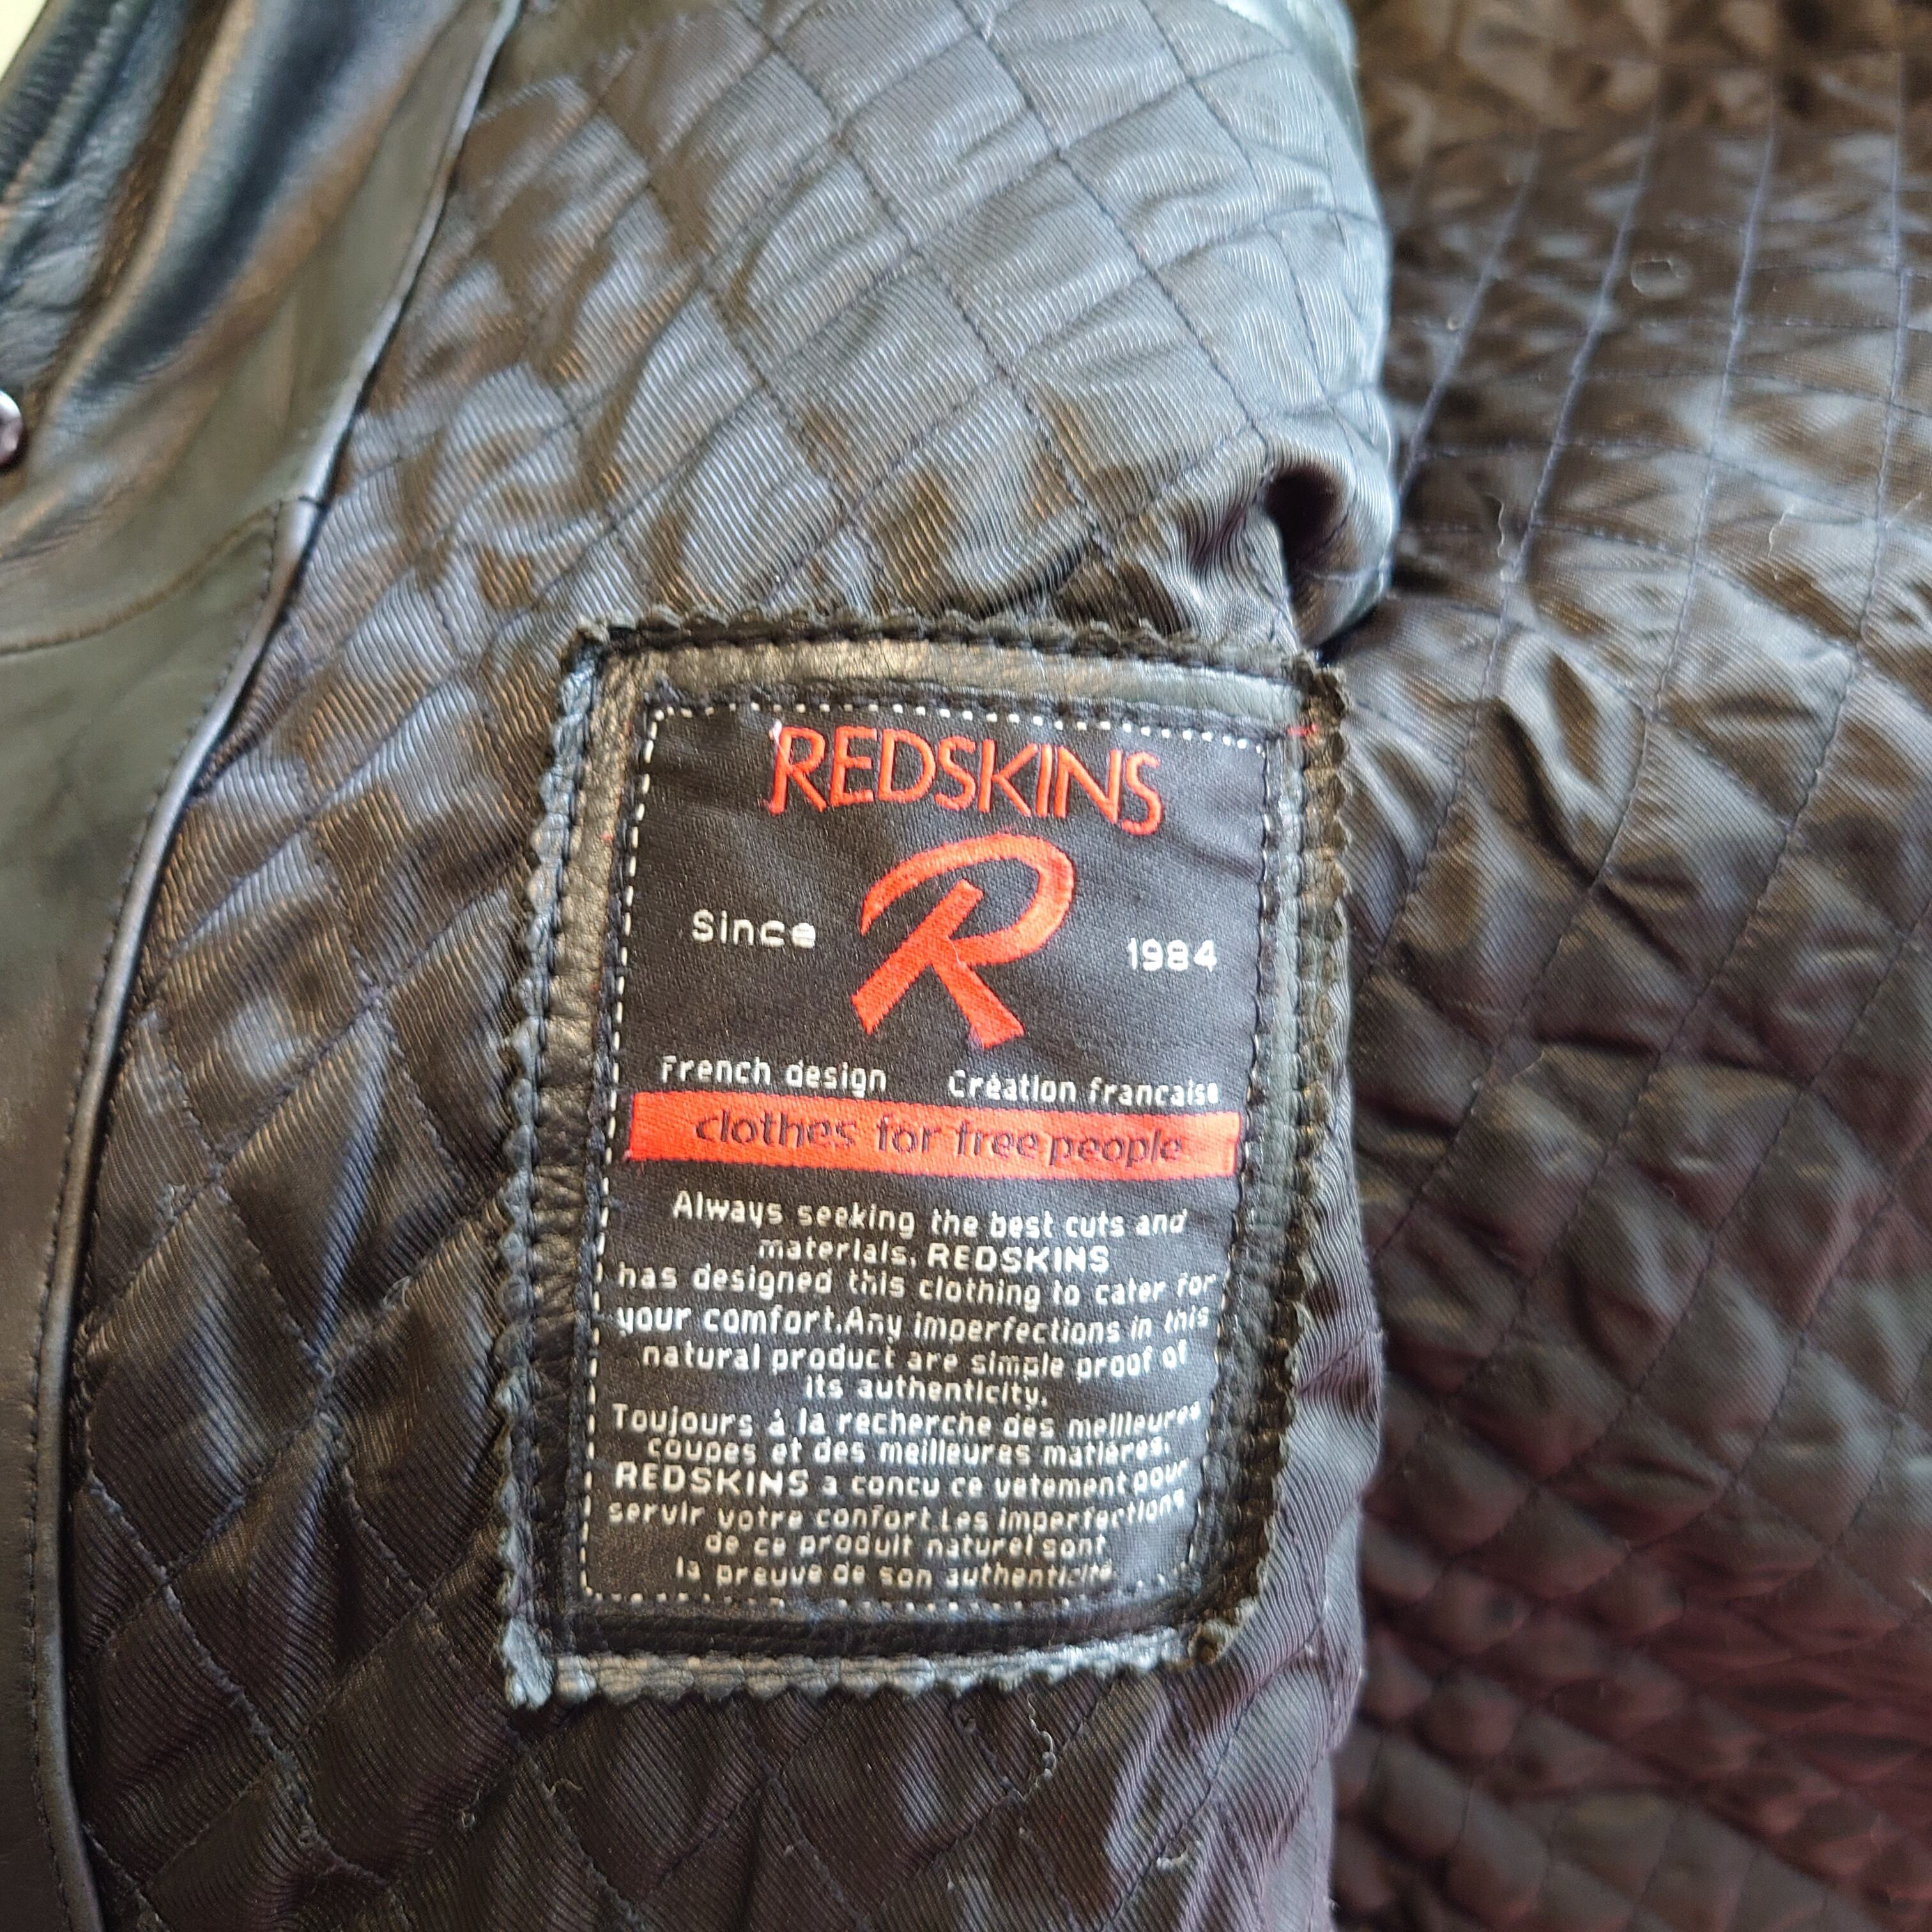 REDSKINS
R
Since 1984
French design Création francaise
clothes for free people
Always seeking the best cuts and
materials, REDSKINS
has designed this clothing to cater for
your comfort.Any imperfections in this
natural product are simple proof of
its authenticity.
Toujours à la recherche des meilleures
coupes et des meilleures matières,
REDSKINS a concu ce vetement pour
servir votre confort.Les imperfections
de ce produit naturel sont
la preuve de son authenticité.